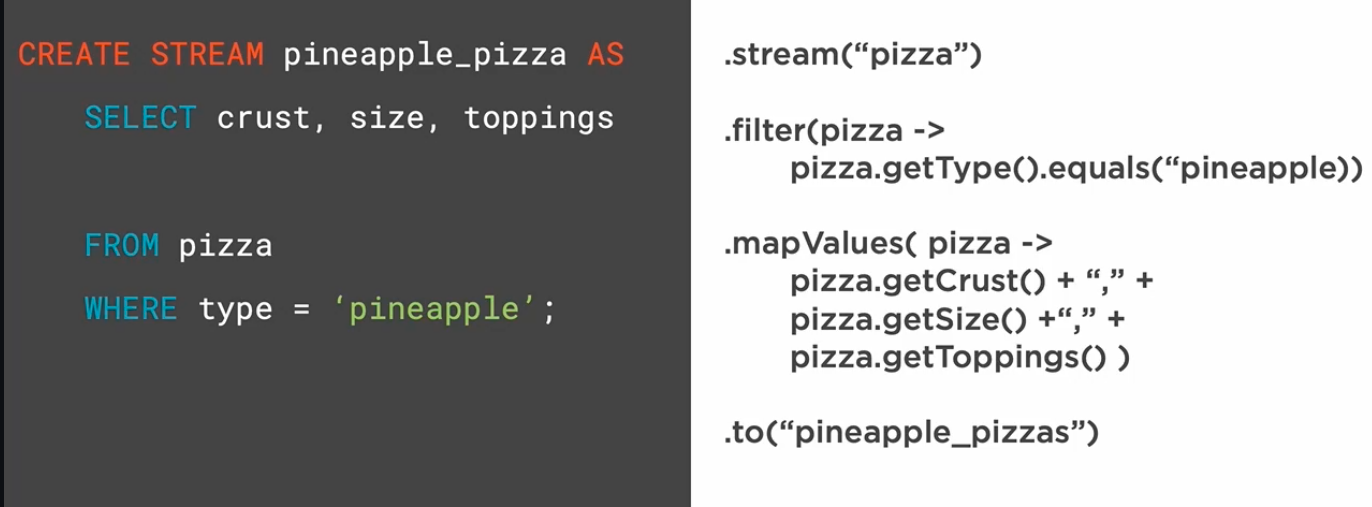 CREATE STREAM pineapple_pizza AS
SELECT crust, size, toppings
FROM pizza
WHERE type = ‘pineapple’;
.stream(“pizza”)
.filter(pizza ->
pizza.getType().equals(“pineapple))
.mapValues( pizza ->
pizza.getCrust() + “,” +
pizza.getSize() +“,” +
pizza.getToppings() )
.to(“pineapple_pizzas”)